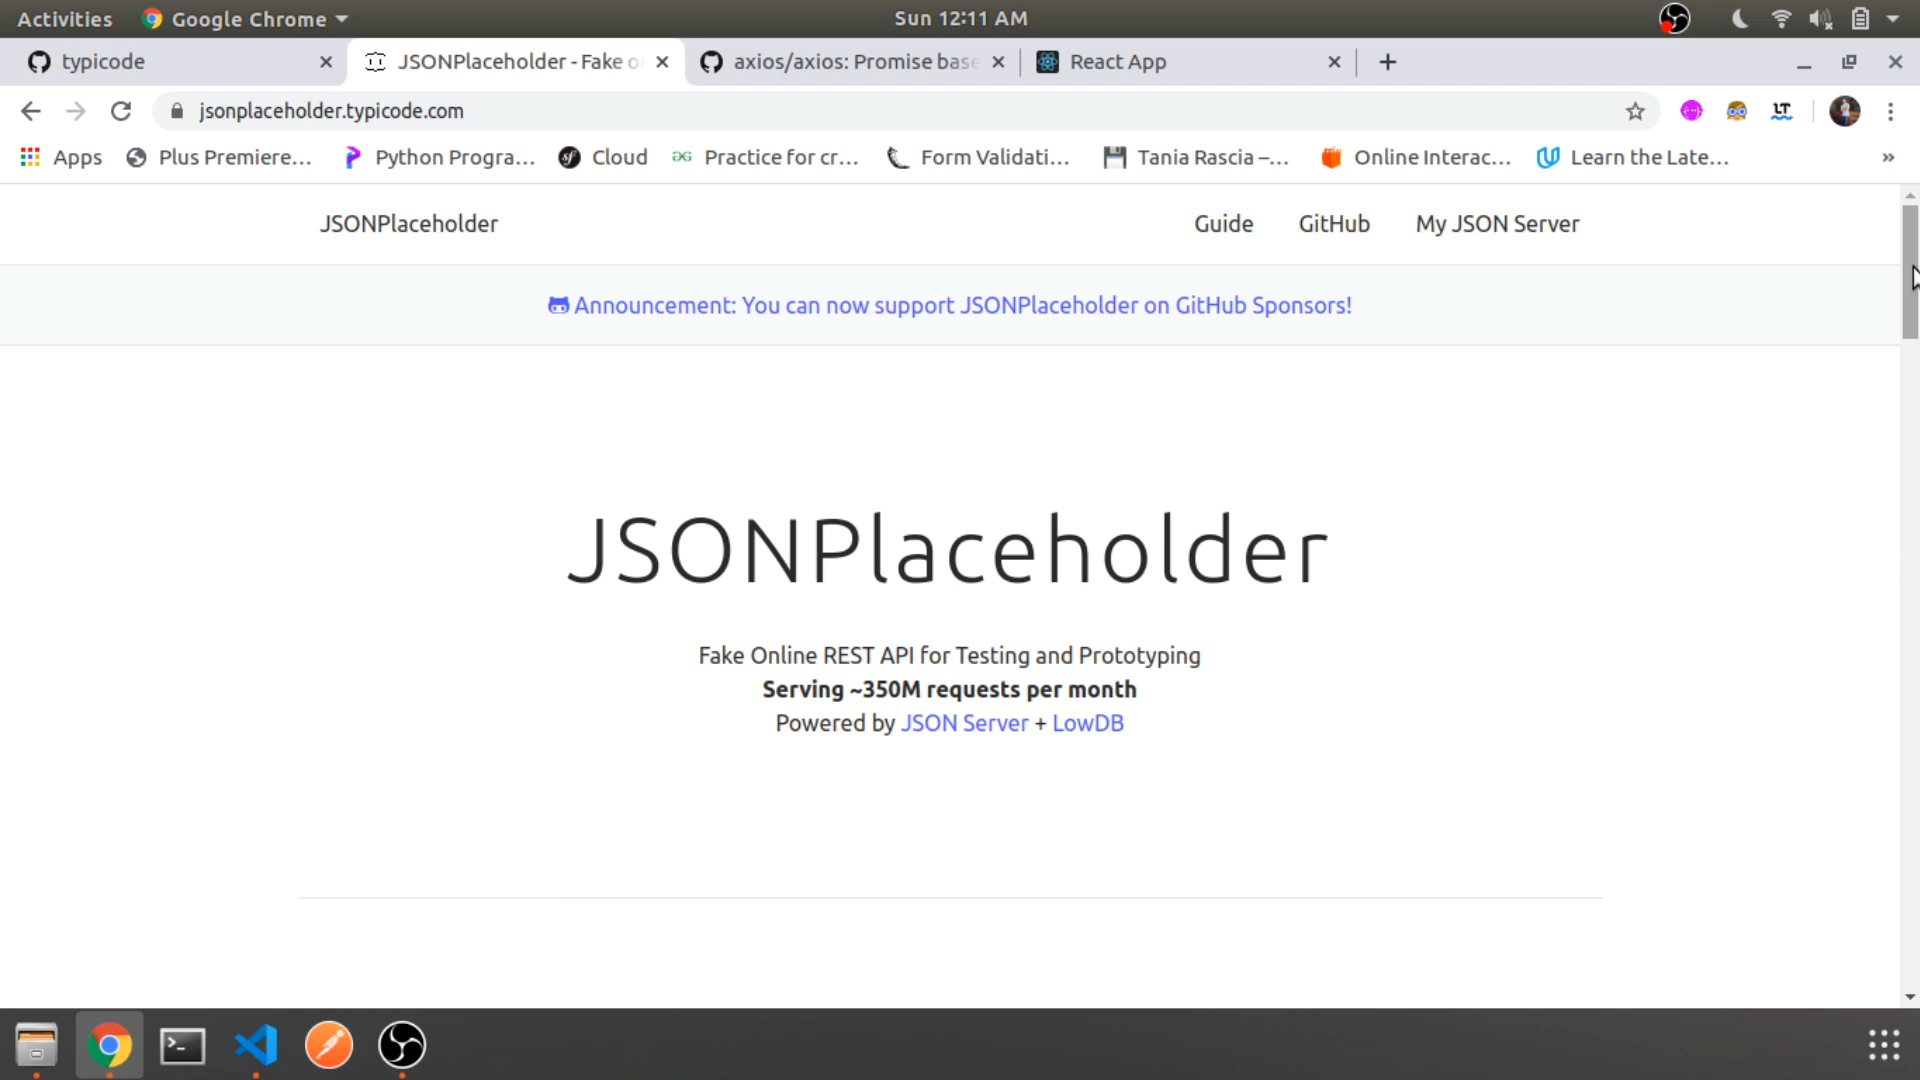 Activities
Google Chrome
Sun 12:11 AM
typicode
JSONPlaceholder - Fake o
axios/axios: Promise base
React App
jsonplaceholder.typicode.com
LT
Apps
Plus Premiere...
Python Progra...
Cloud
Practice for cr...
Form Validati...
Tania Rascia –...
Online Interac...
Learn the Late...
JSONPlaceholder
Guide
GitHub
My JSON Server
Announcement: You can now support JSONPlaceholder on GitHub Sponsors!
JSONPlaceholder
Fake Online REST API for Testing and Prototyping
Serving ~350M requests per month
Powered by JSON Server + LowDB